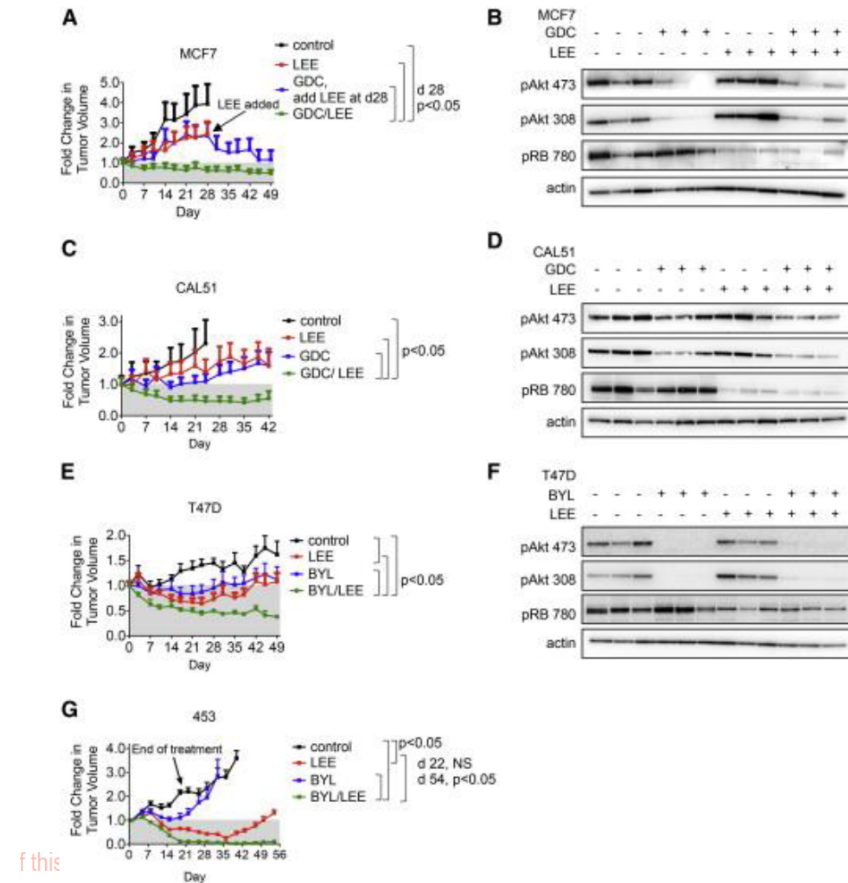 A
MCF7
Fold Change in
Tumor Volume
5.0
4.0
3.0
2.0
1.0
0.0
0 7 14 21 28 35 42 49
Day
LEE added
control
LEE
GDC,
add LEE at d28
GDC/LEE
d 28
p<0.05
B
MCF7
GDC - - - + + + - - - + + +
LEE - - - - - - + + + + + +
pAkt 473
pAkt 308
pRB 780
actin
C
CAL51
Fold Change in
Tumor Volume
3.0
2.0
1.0
0.0
0 7 14 21 28 35 42
Day
control
LEE
GDC
GDC/ LEE
p<0.05
D
CAL51
GDC - - - + + + - - - + + +
LEE - - - - - - + + + + + +
pAkt 473
pAkt 308
pRB 780
actin
E
T47D
Fold Change in
Tumor Volume
2.0
1.5
1.0
0.5
0.0
0 7 14 21 28 35 42 49
Day
control
LEE
BYL
BYL/LEE
p<0.05
F
T47D
BYL - - - + + + - - - + + +
LEE - - - - - - + + + + + +
pAkt 473
pAkt 308
pRB 780
actin
G
453
Fold Change in
Tumor Volume
4.0
3.0
2.0
1.0
0.0
0 7 14 21 28 35 42 49 56
Day
End of treatment
control
LEE
BYL
BYL/LEE
p<0.05
d 22, NS
d 54, p<0.05
f this